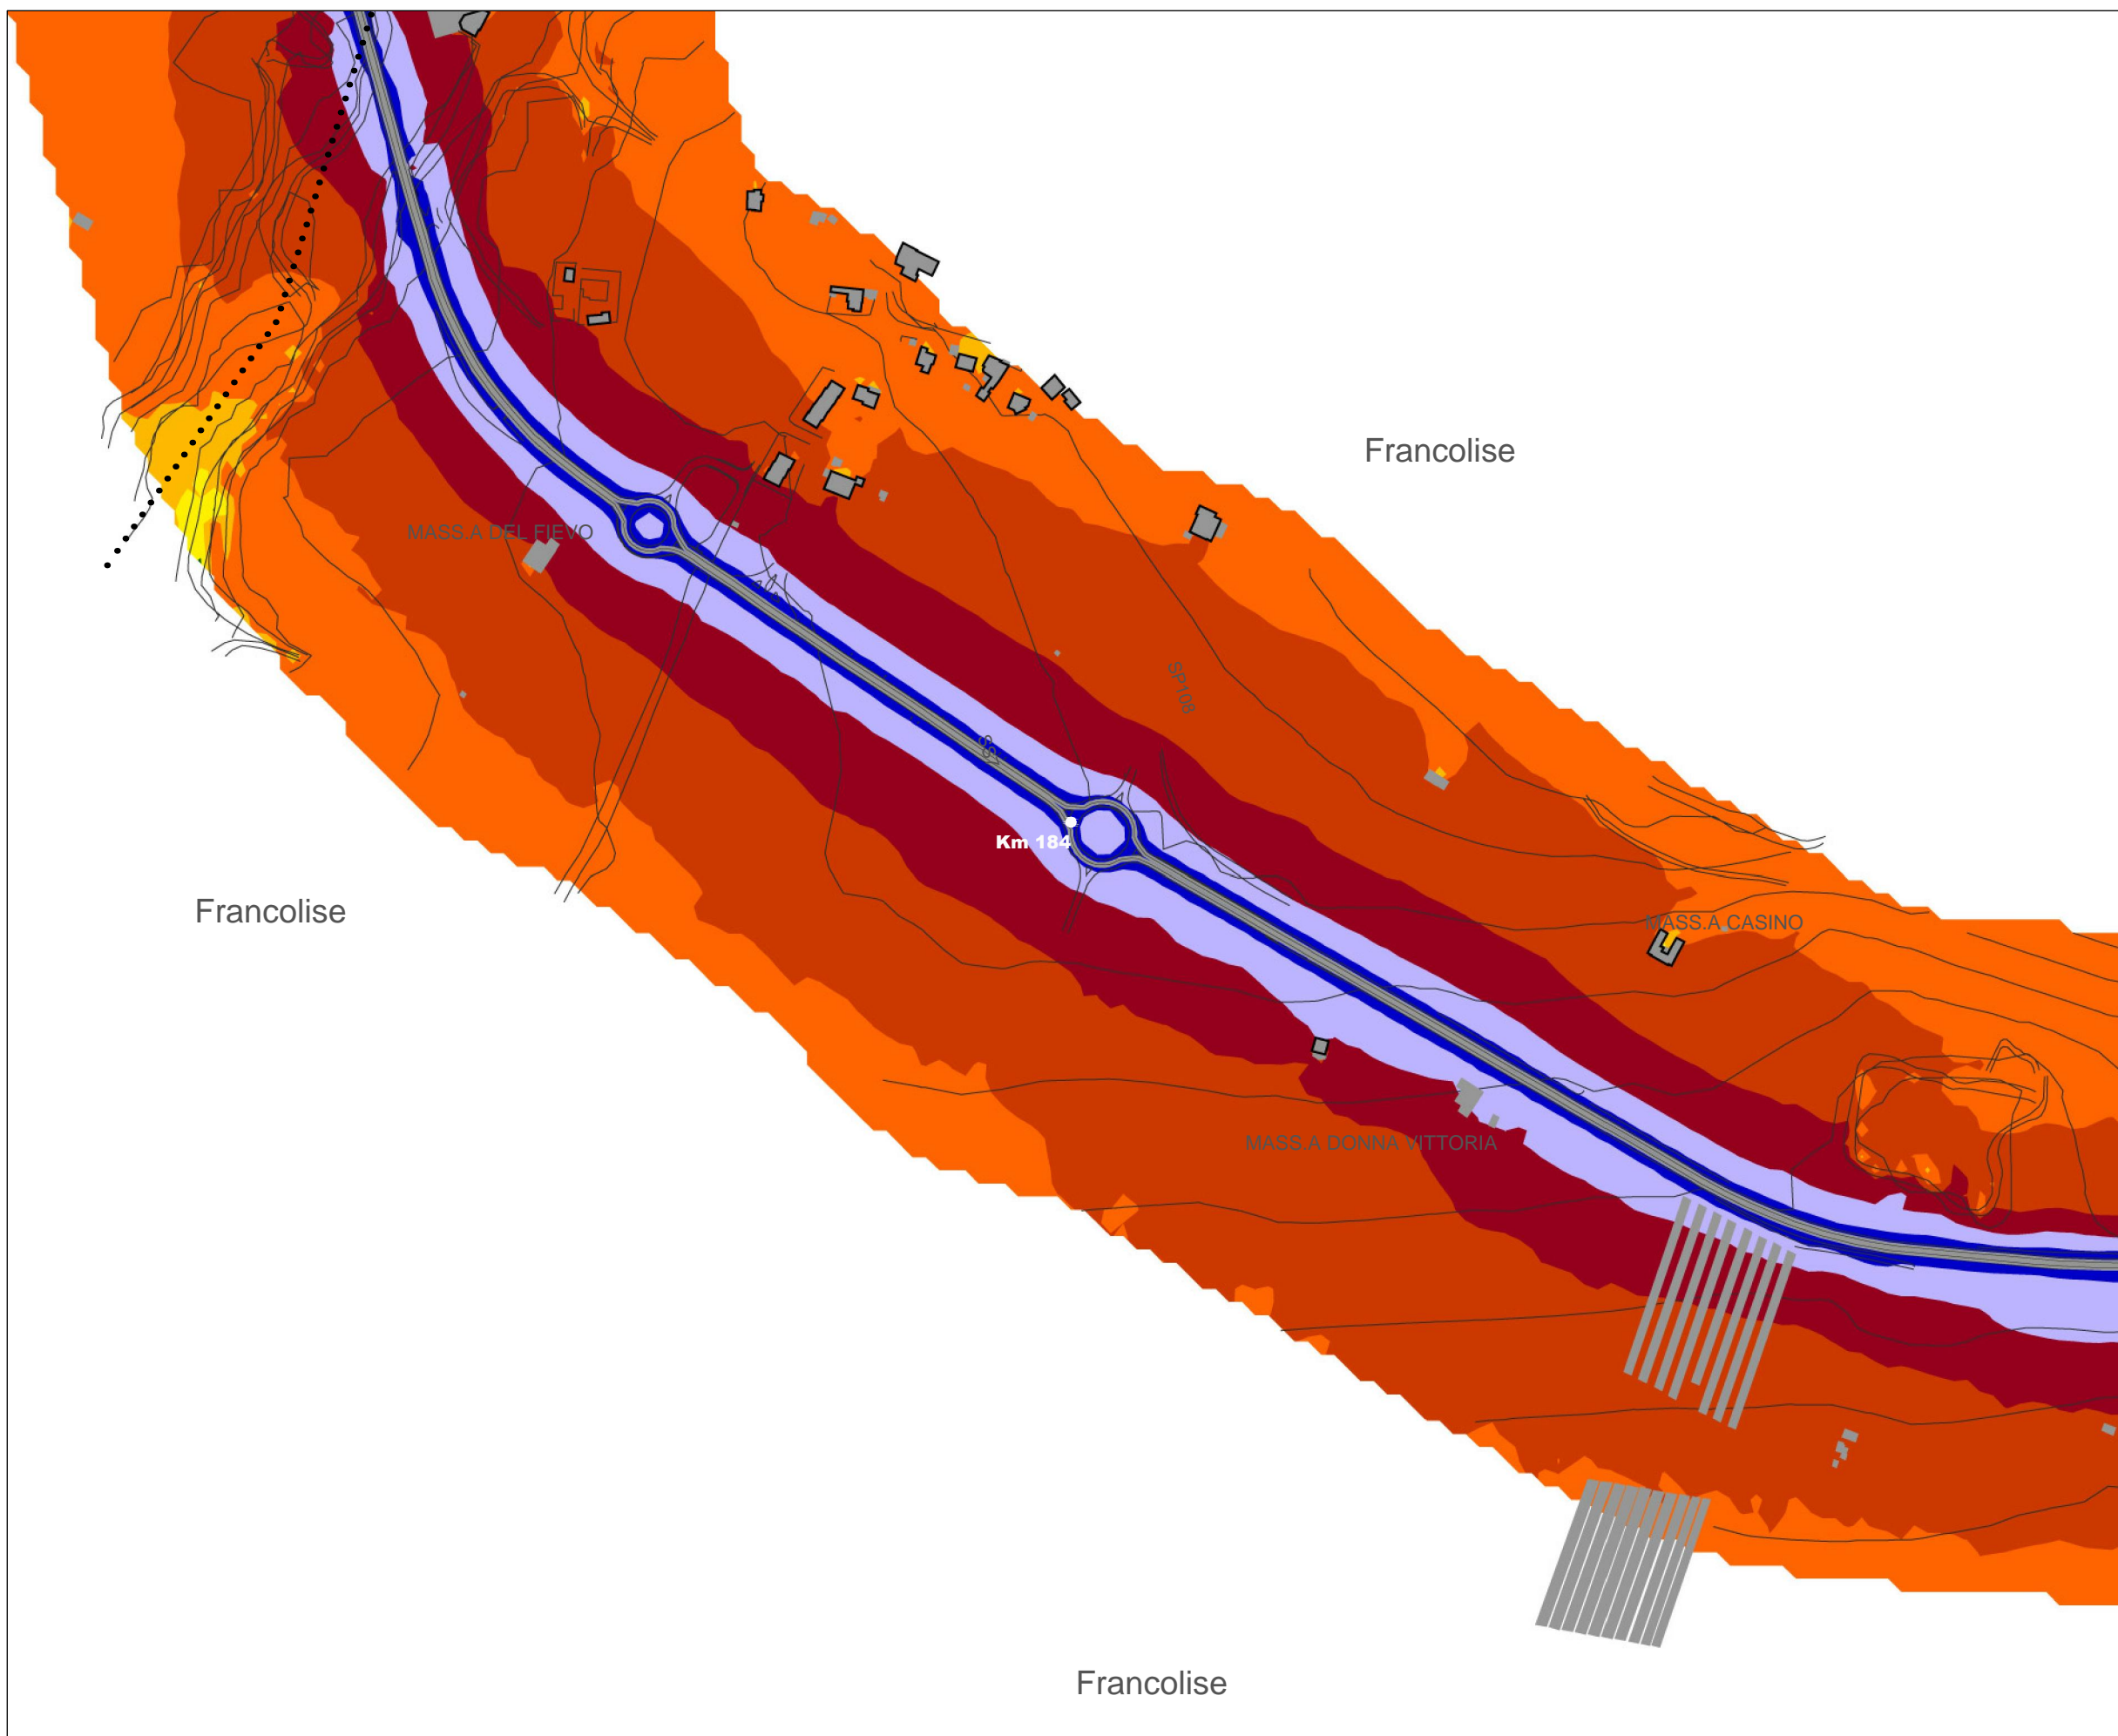 Francolise
MASS.A DEL FIEVO
SP108
Km 184
Francolise
MASS.A CASINO
MASS.A DONNA VITTORIA
Francolise